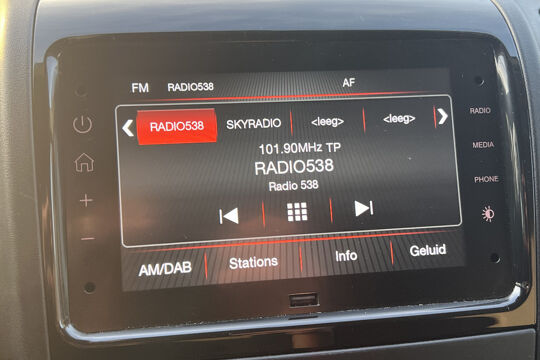 FM RADIO538 AF
RADIO538 SKYRADIO <leeg> <leeg>
RADIO
101.90MHz TP
MEDIA
RADIO538
Radio 538
PHONE
AM/DAB Stations Info Geluid